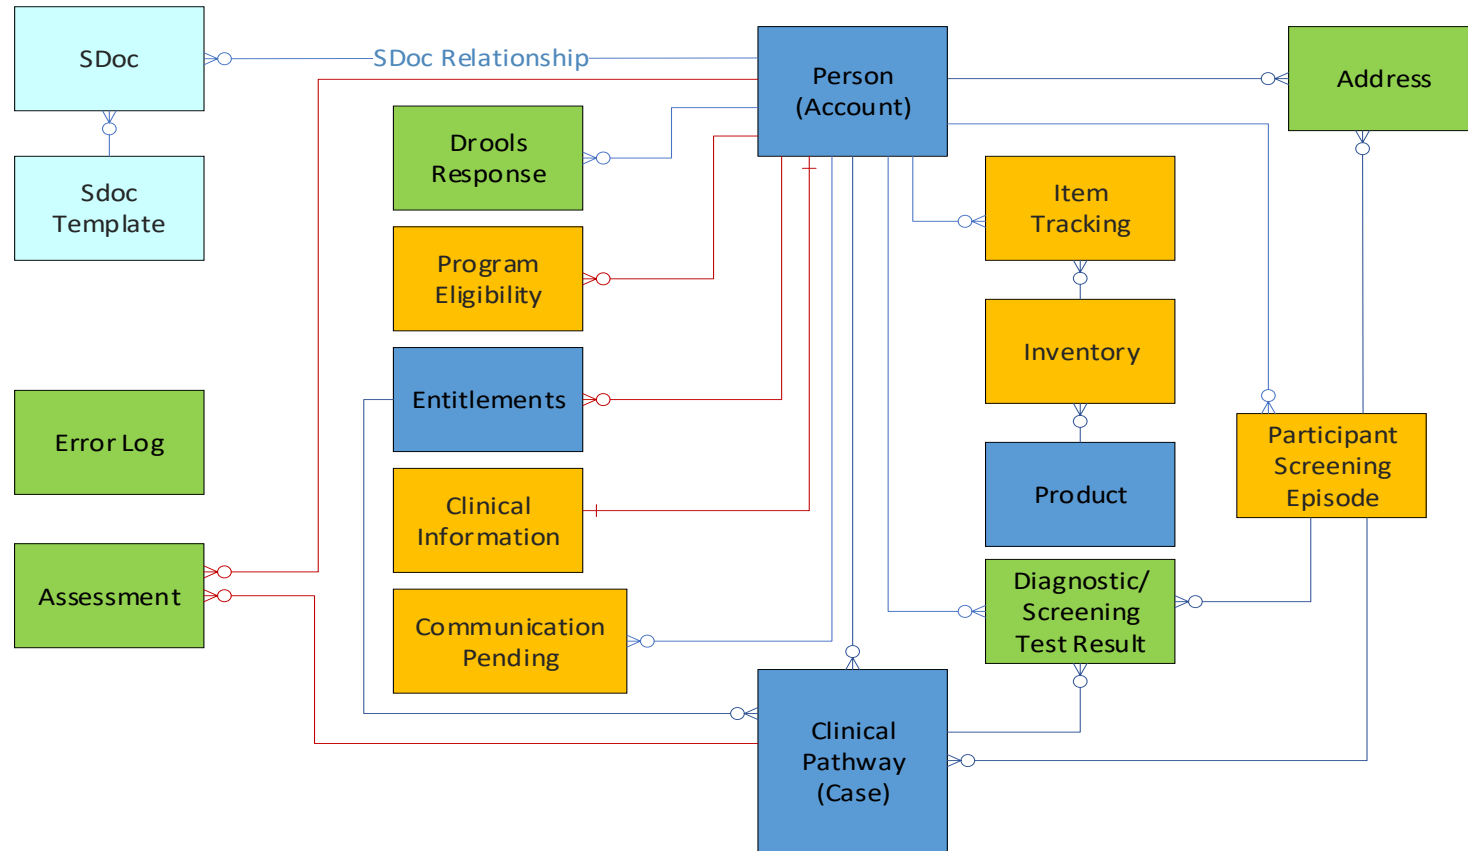 SDoc
SDoc Relationship
Person
(Account)
Address
Drools
Response
Sdoc
Template
Item
Tracking
Program
Eligibility
Inventory
Entitlements
Error Log
Participant
Screening
Episode
Product
Clinical
Information
Assessment
Diagnostic/
Screening
Test Result
Communication
Pending
Clinical
Pathway
(Case)